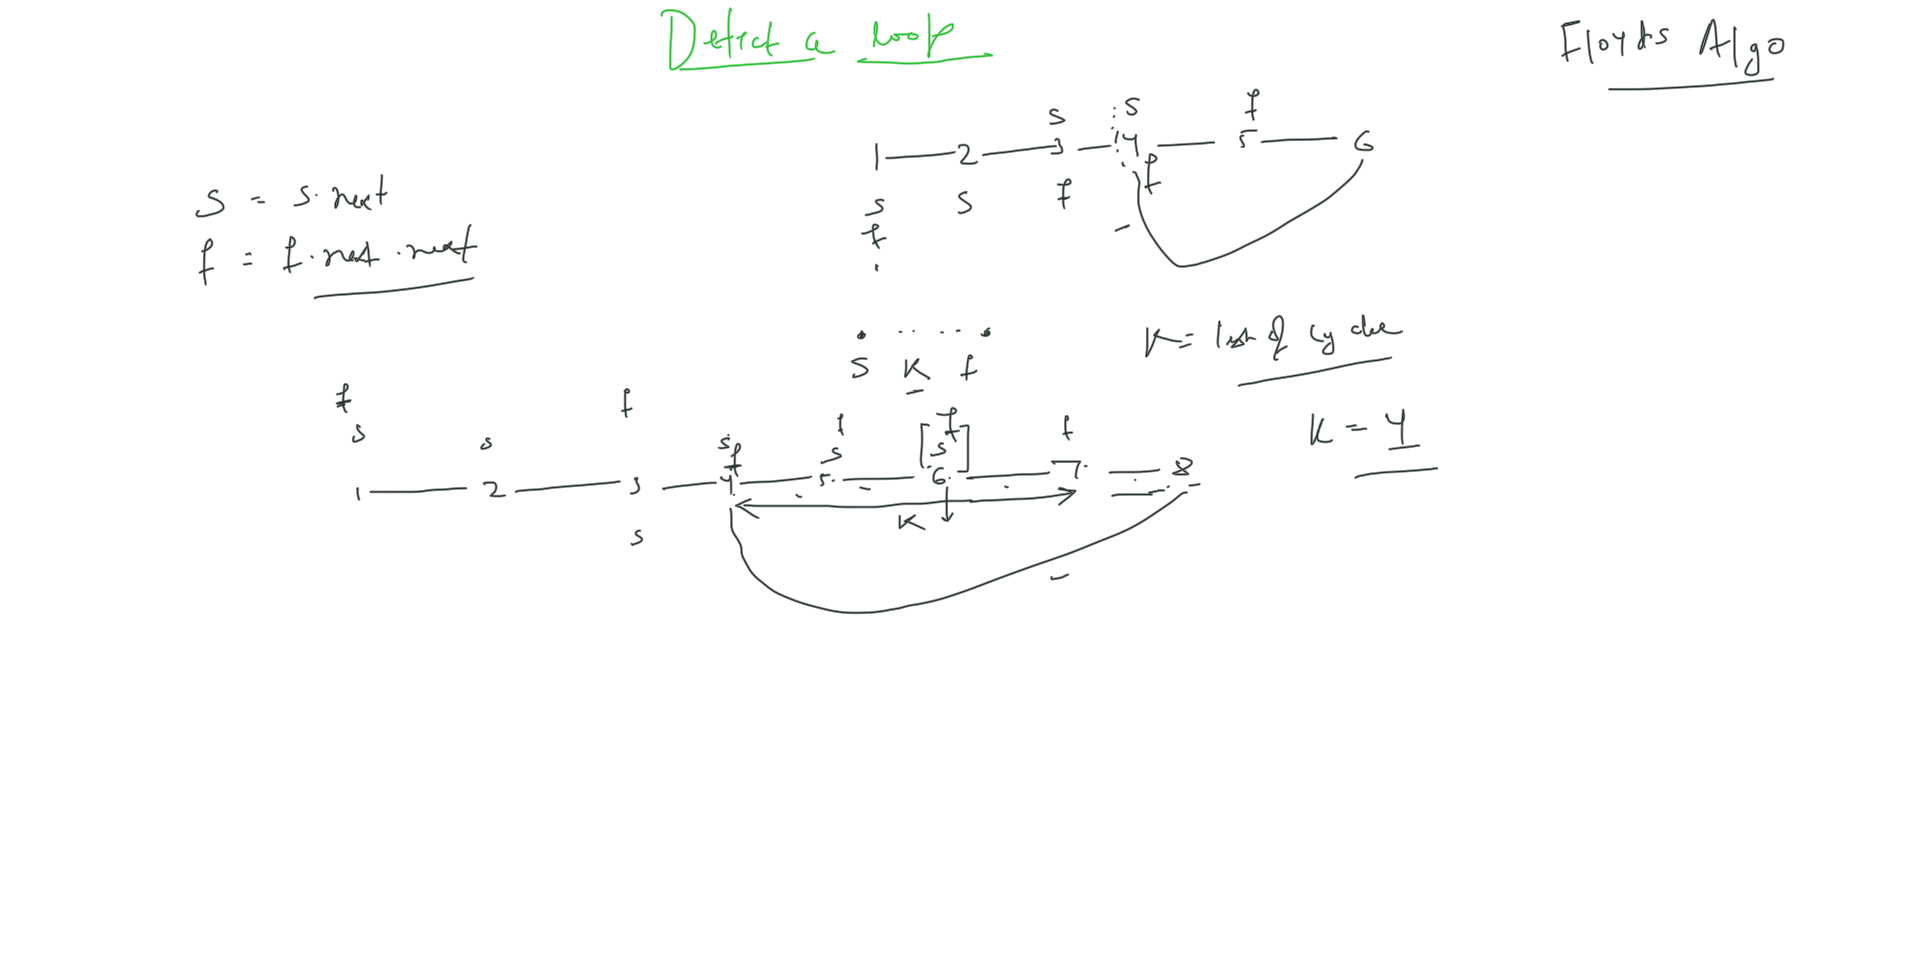 Detect a loop
Floyds Algo
s f
: s
1 2 3 4 5 6
s s f f
f
s = s.next
f = f.next.next
s K f
K = len of cycle
f f f f f
s s s f s [s]
1 2 3 4 5 6 7 8
s K
K = 4